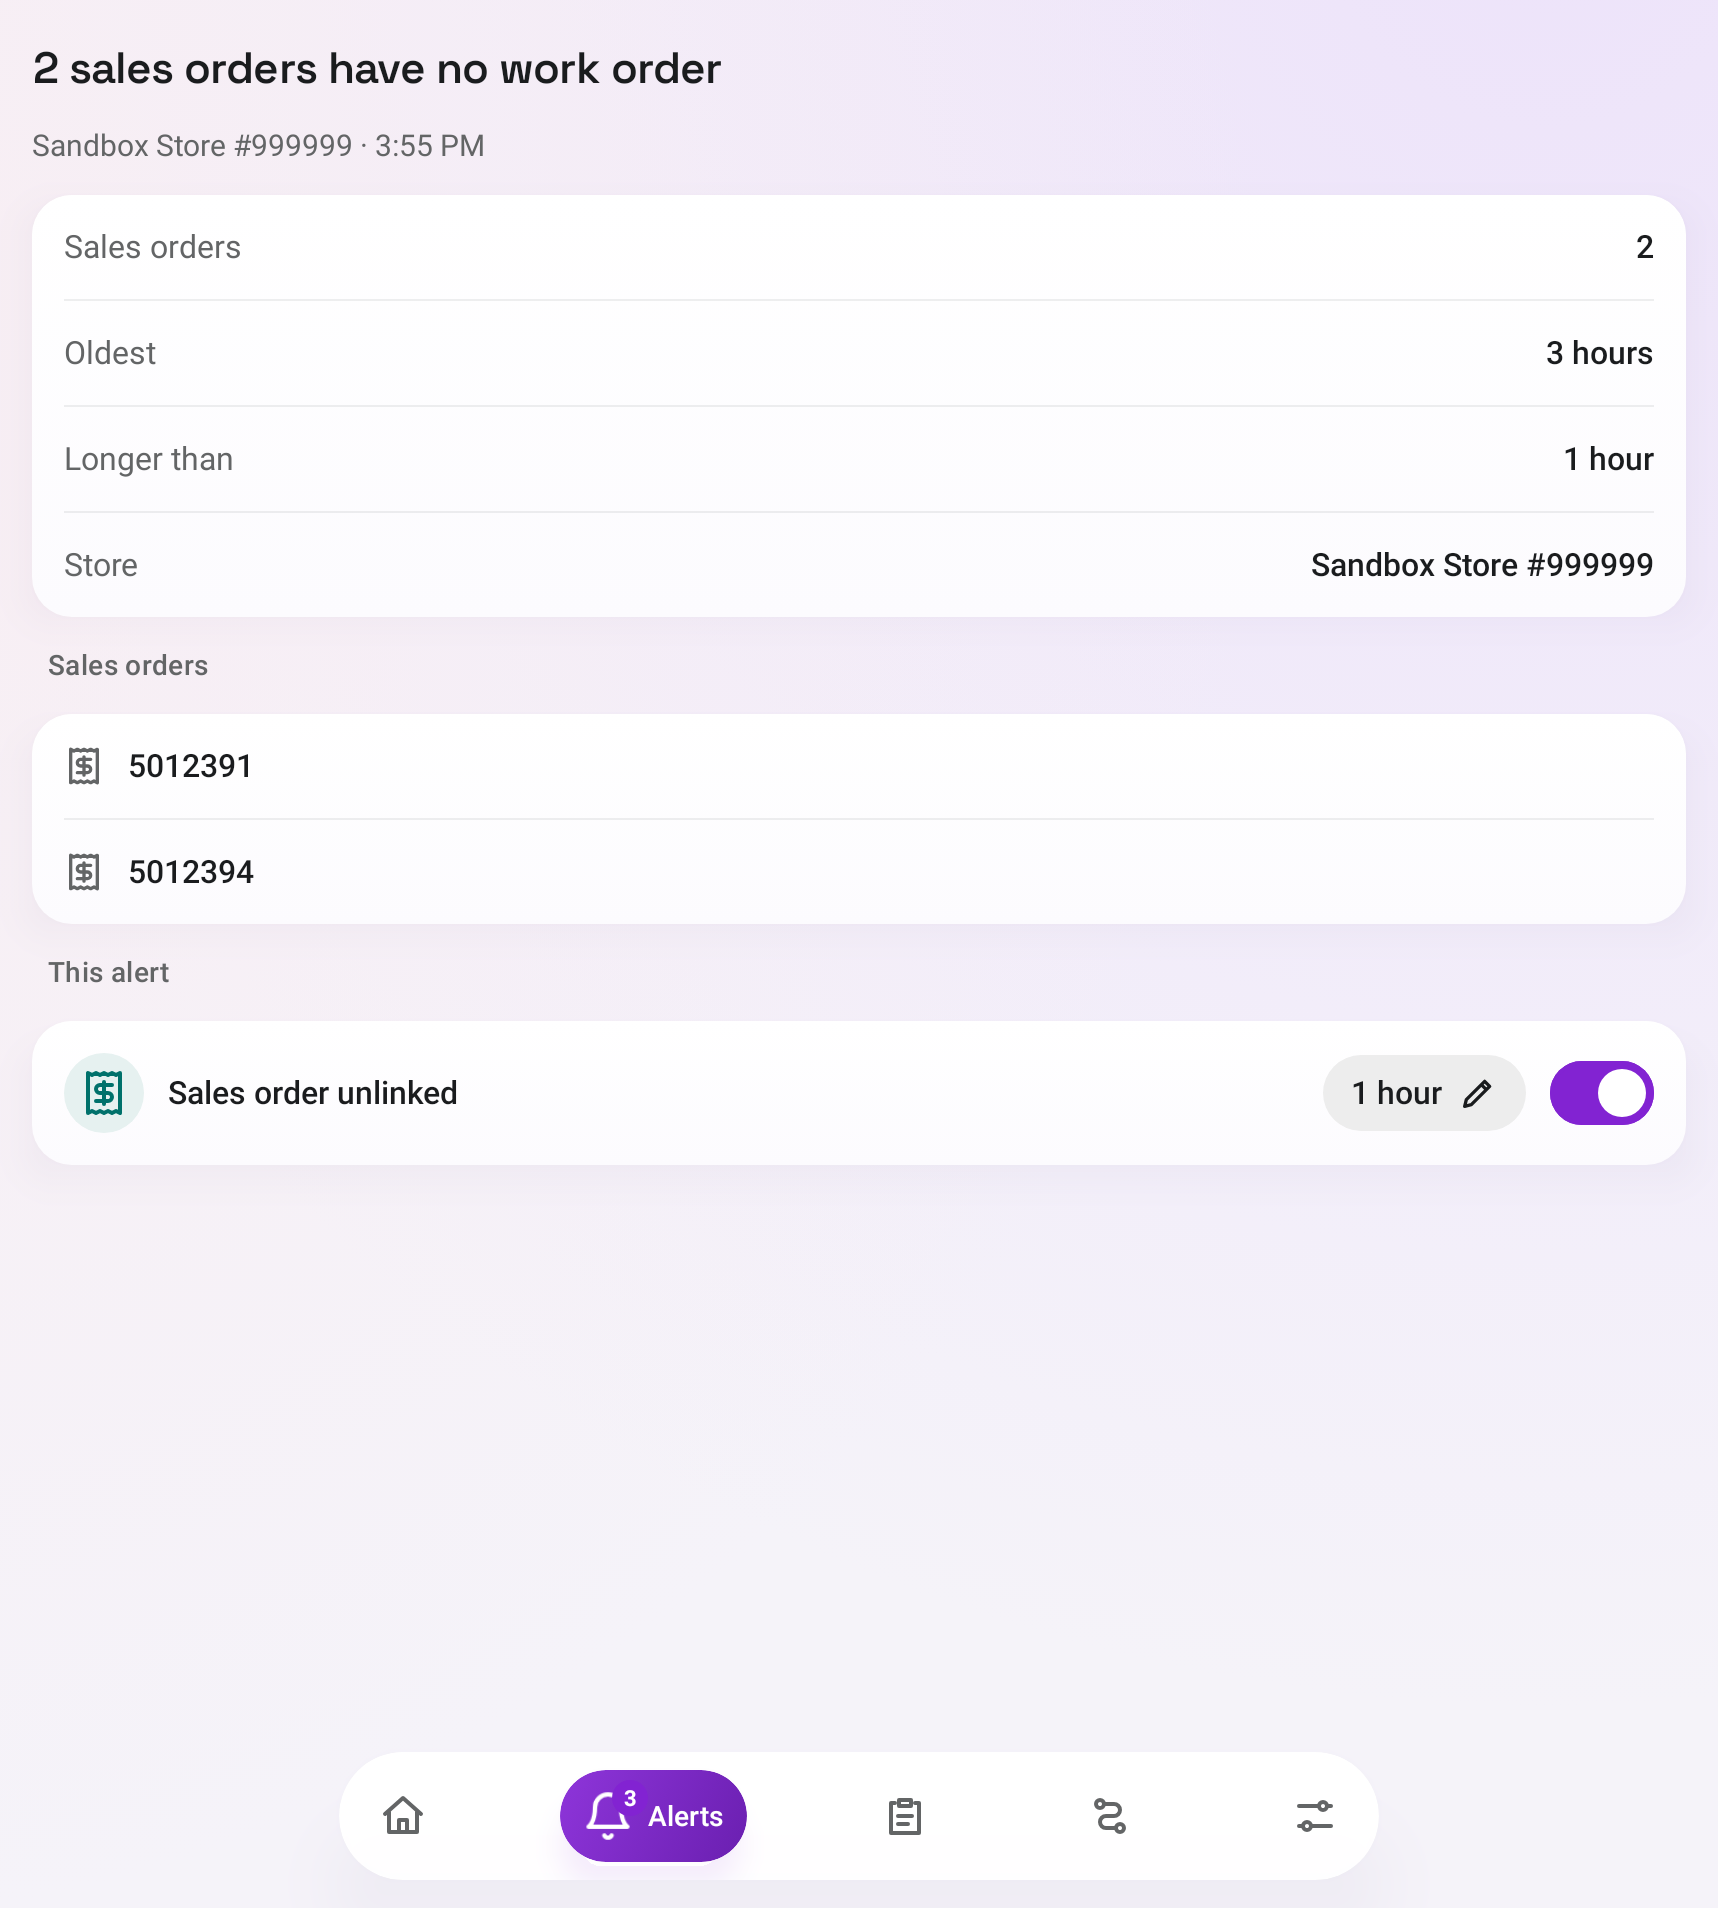 2 sales orders have no work order
Sandbox Store #999999 · 3:55 PM
Sales orders 2
Oldest 3 hours
Longer than 1 hour
Store Sandbox Store #999999
Sales orders
5012391
5012394
This alert
Sales order unlinked 1 hour
3 Alerts